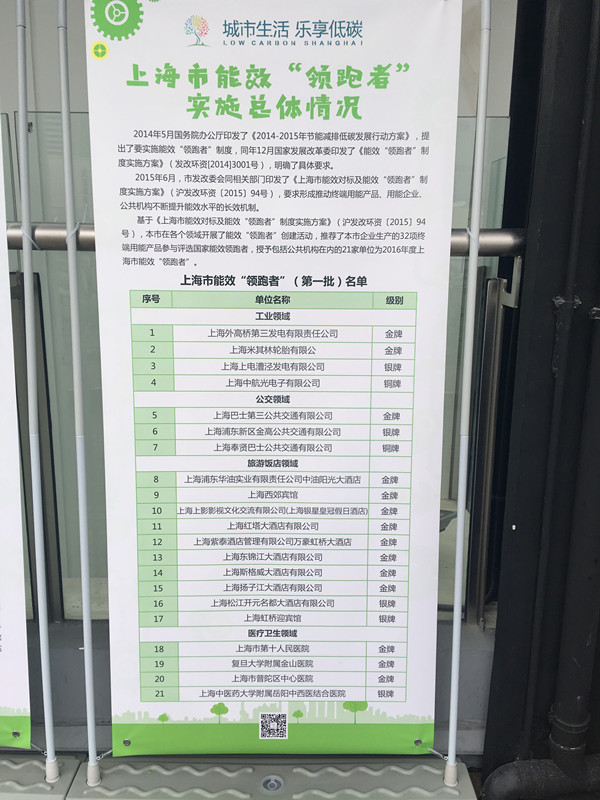 城市生活 乐享低碳
LOW CARBON SHANGHAI
上海市能效“领跑者”
实施总体情况
2014年5月国务院办公厅印发了《2014-2015年节能减排低碳发展行动方案》，提
出了要实施能效“领跑者”制度，同年12月国家发展改革委印发了《能效“领跑者”制
度实施方案》（发改环资[2014]3001号），明确了具体要求。
2015年6月，市发改委会同相关部门印发了《上海市能效对标及能效“领跑者”制
度实施方案》（沪发改环资〔2015〕94号），要求形成推动终端用能产品、用能企业、
公共机构不断提升能效水平的长效机制。
基于《上海市能效对标及能效“领跑者”制度实施方案》（沪发改环资〔2015〕94
号），本市在各个领域开展了能效“领跑者”创建活动，推荐了本市企业生产的32项终
端用能产品参与评选国家能效领跑者，授予包括公共机构在内的21家单位为2016年度上
海市能效“领跑者”。
上海市能效“领跑者”（第一批）名单
序号 单位名称 级别
工业领域
1 上海外高桥第三发电有限责任公司 金牌
2 上海米其林轮胎有限公 金牌
3 上海上电漕泾发电有限公司 银牌
4 上海中航光电子有限公司 铜牌
公交领域
5 上海巴士第三公共交通有限公司 金牌
6 上海浦东新区金高公共交通有限公司 银牌
7 上海奉贤巴士公共交通有限公司 铜牌
旅游饭店领域
8 上海浦东华油实业有限责任公司中油阳光大酒店 金牌
9 上海西郊宾馆 金牌
10 上海上影影视文化交流有限公司(上海银星皇冠假日酒店) 金牌
11 上海红塔大酒店有限公司 金牌
12 上海紫泰酒店管理有限公司万豪虹桥大酒店 金牌
13 上海东锦江大酒店有限公司 金牌
14 上海斯格威大酒店有限公司 金牌
15 上海扬子江大酒店有限公司 金牌
16 上海松江开元名都大酒店有限公司 银牌
17 上海虹桥迎宾馆 银牌
医疗卫生领域
18 上海市第十人民医院 金牌
19 复旦大学附属金山医院 金牌
20 上海市普陀区中心医院 金牌
21 上海中医药大学附属岳阳中西医结合医院 银牌